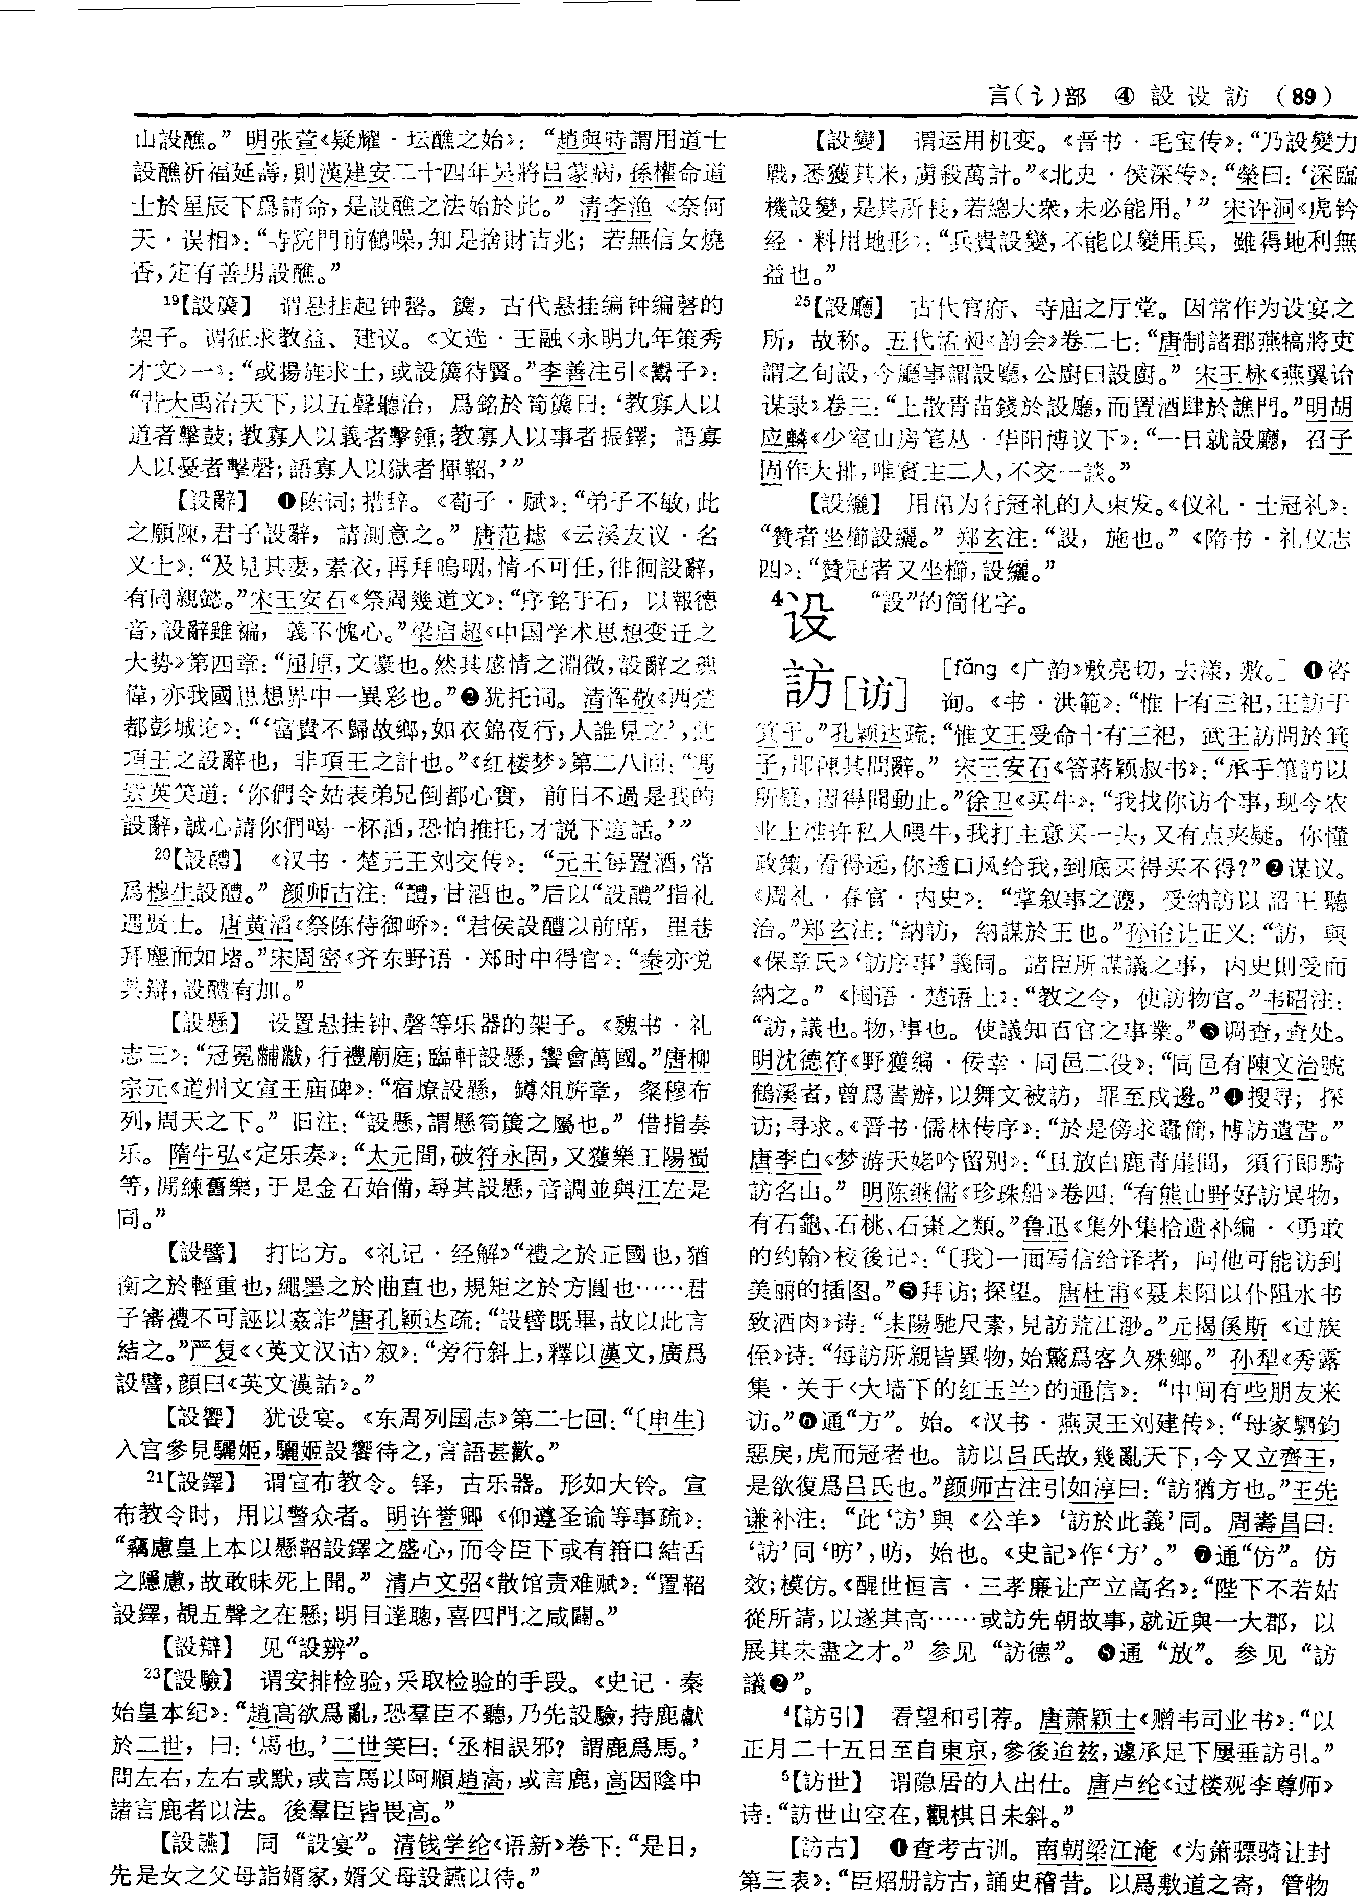 言(讠)部 ④ 設设訪 (89)
山設醮。”明张萱《疑耀·坛醮之始》：“趙與時謂用道士
設醮祈福延壽，則漢建安二十四年吴將吕蒙病，孫權命道
士於星辰下爲請命，是設醮之法始於此。”清李渔《奈何
天·误相》：“寺院門前鶴噪，知是捨財吉兆；若無信女燒
香，定有善男設醮。”
19【設簴】 谓悬挂起钟磬。簴，古代悬挂编钟编磬的
架子。谓征求教益、建议。《文选·王融〈永明九年策秀
才文〉一》：“或揚旌求士，或設簴待賢。”李善注引《鬻子》：
“昔大禹治天下，以五聲聽治，爲銘於筍簴曰：‘教寡人以
道者擊鼓；教寡人以義者擊鐘；教寡人以事者振鐸；語寡
人以憂者擊磬；語寡人以獄者揮鞀。’”
【設辭】 ❶陈词；措辞。《荀子·赋》：“弟子不敏，此
之願陳，君子設辭，請測意之。”唐范摅《云溪友议·名
义士》：“及見其妻，素衣，再拜嗚咽，情不可任，徘徊設辭，
有同親懿。”宋王安石《祭周幾道文》：“序銘于石，以報德
音，設辭雖褊，義不愧心。”梁启超《中国学术思想变迁之
大势》第四章：“屈原，文豪也。然其感情之淵微，設辭之瑰
偉，亦我國思想界中一異彩也。”❷犹托词。清恽敬《西楚
都彭城论》：“‘富貴不歸故鄉，如衣錦夜行，人誰見之’，此
項王之設辭也，非項王之計也。”《红楼梦》第二八回：“馮
紫英笑道：‘你們令姑表弟兄倒都心實，前日不過是我的
設辭，誠心請你們喝一杯酒，恐怕推托，才説下這話。’”
20【設醴】 《汉书·楚元王刘交传》：“元王每置酒，常
爲穆生設醴。”颜师古注：“醴，甘酒也。”后以“設醴”指礼
遇贤士。唐黄滔《祭陈侍御峤》：“君侯設醴以前席，里巷
拜塵而如堵。”宋周密《齐东野语·郑时中得官》：“秦亦悦
其辯，設醴有加。”
【設懸】 设置悬挂钟、磬等乐器的架子。《魏书·礼
志三》：“冠冕黼黻，行禮廟庭；臨軒設懸，饗會萬國。”唐柳
宗元《道州文宣王庙碑》：“宿燎設懸，罇俎旂章，粲穆布
列，周天之下。”旧注：“設懸，謂懸筍簴之屬也。”借指奏
乐。隋牛弘《定乐奏》：“太元間，破符永固，又獲樂工陽蜀
等，閑練舊樂，于是金石始備，尋其設懸，音調並與江左是
同。”
【設譬】 打比方。《礼记·经解》“禮之於正國也，猶
衡之於輕重也，繩墨之於曲直也，規矩之於方圓也……君
子審禮不可誣以姦詐”唐孔颖达疏：“設譬既畢，故以此言
結之。”严复《〈英文汉诂〉叙》：“旁行斜上，釋以漢文，廣爲
設譬，顔曰《英文漢詁》。”
【設饗】 犹设宴。《东周列国志》第二七回：“〔申生〕
入宫參見驪姬，驪姬設饗待之，言語甚歡。”
21【設鐸】 谓宣布教令。铎，古乐器。形如大铃。宣
布教令时，用以警众者。明许誉卿《仰遵圣谕等事疏》：
“竊慮皇上本以懸鞀設鐸之盛心，而令臣下或有箝口結舌
之隱慮，故敢昧死上聞。”清卢文弨《散馆责难赋》：“置鞀
設鐸，覩五聲之在懸；明目達聰，喜四門之咸闢。”
【設辯】 见“設辨”。
23【設驗】 谓安排检验，采取检验的手段。《史记·秦
始皇本纪》：“趙高欲爲亂，恐羣臣不聽，乃先設驗，持鹿獻
於二世，曰：‘馬也。’二世笑曰：‘丞相誤邪？謂鹿爲馬。’
問左右，左右或默，或言馬以阿順趙高，或言鹿，高因陰中
諸言鹿者以法。後羣臣皆畏高。”
【設讌】 同“設宴”。清钱学纶《语新》卷下：“是日，
先是女之父母詣婿家，婿父母設讌以待。”
【設變】 谓运用机变。《晋书·毛宝传》：“乃設變力
戰，悉獲其米，虜殺萬計。”《北史·侯深传》：“榮曰：‘深臨
機設變，是其所長，若總大衆，未必能用。’”宋许洞《虎钤
经·料用地形》：“兵貴設變，不能以變用兵，雖得地利無
益也。”
25【設廳】 古代官府、寺庙之厅堂。因常作为设宴之
所，故称。五代孟昶《韵会》卷二七：“唐制諸郡燕犒將吏
謂之旬設，今廳事謂設廳，公廚曰設廚。”宋王栐《燕翼诒
谋录》卷三：“上散青苗錢於設廳，而置酒肆於譙門。”明胡
应麟《少室山房笔丛·华阳博议下》：“一日就設廳，召子
固作大排，唯賓主二人，不交一談。”
【設纚】 用帛为行冠礼的人束发。《仪礼·士冠礼》：
“贊者坐櫛設纚。”郑玄注：“設，施也。”《隋书·礼仪志
四》：“贊冠者又坐櫛，設纚。”
4设 “設”的简化字。
訪[访] [fǎng《广韵》敷亮切，去漾，敷。] ❶咨
询。《书·洪範》：“惟十有三祀，王訪于
箕子。”孔颖达疏：“惟文王受命十有三祀，武王訪問於箕
子，即陳其問辭。”宋王安石《答蒋颖叔书》：“承手筆訪以
所疑，因得問動止。”徐卫《买牛》：“我找你访个事，现今农
业上准许私人喂牛，我打主意买一头，又有点夹疑。你懂
政策，看得远，你透口风给我，到底买得买不得？”❷谋议。
《周礼·春官·内史》：“掌叙事之灋，受納訪以詔王聽
治。”郑玄注：“納訪，納謀於王也。”孙诒让正义：“訪，與
《保章氏》‘訪序事’義同。諸臣所謀議之事，内史則受而
納之。”《国语·楚语上》：“教之令，使訪物官。”韦昭注：
“訪，議也。物，事也。使議知百官之事業。”❸调查，查处。
明沈德符《野獲编·佞幸·同邑二役》：“同邑有陳文治號
鶴溪者，曾爲書辦，以舞文被訪，罪至戍邊。”❹搜寻；探
访；寻求。《晋书·儒林传序》：“於是傍求蠹簡，博訪遺書。”
唐李白《梦游天姥吟留别》：“且放白鹿青崖間，須行即騎
訪名山。”明陈继儒《珍珠船》卷四：“有熊山野好訪異物，
有石龜、石桃、石棗之類。”鲁迅《集外集拾遗补编·〈勇敢
的约翰〉校後记》：“〔我〕一面写信给译者，问他可能访到
美丽的插图。”❺拜访；探望。唐杜甫《聂耒阳以仆阻水书
致酒肉》诗：“耒陽馳尺素，見訪荒江渺。”元揭傒斯《过族
侄》诗：“每訪所親皆異物，始驚爲客久殊鄉。”孙犁《秀露
集·关于〈大墙下的红玉兰〉的通信》：“中间有些朋友来
访。”❻通“方”。始。《汉书·燕灵王刘建传》：“母家駟鈞
惡戾，虎而冠者也。訪以吕氏故，幾亂天下，今又立齊王，
是欲復爲吕氏也。”颜师古注引如淳曰：“訪猶方也。”王先
谦补注：“此‘訪’與《公羊》‘訪於此義’同。周壽昌曰：
‘訪’同‘昉’，昉，始也。《史記》作‘方’。”❼通“仿”。仿
效；模仿。《醒世恒言·三孝廉让产立高名》：“陛下不若姑
從所請，以遂其高……或訪先朝故事，就近與一大郡，以
展其未盡之才。”参见“訪德”。❽通“放”。参见“訪
議❷”。
4【訪引】 看望和引荐。唐萧颖士《赠韦司业书》：“以
正月二十五日至自東京，參後迨兹，遽承足下屢垂訪引。”
5【訪世】 谓隐居的人出仕。唐卢纶《过楼观李尊师》
诗：“訪世山空在，觀棋日未斜。”
【訪古】 ❶查考古训。南朝梁江淹《为萧骠骑让封
第三表》：“臣炤册訪古，誦史稽昔。以爲敷道之寄，管物